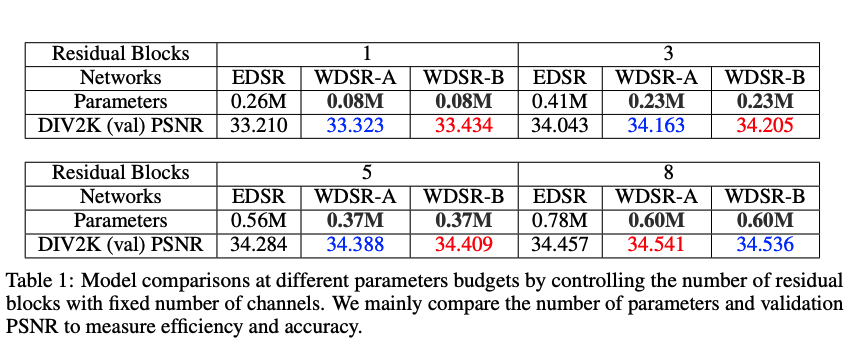 Residual Blocks 1 3
Networks EDSR WDSR-A WDSR-B EDSR WDSR-A WDSR-B
Parameters 0.26M 0.08M 0.08M 0.41M 0.23M 0.23M
DIV2K (val) PSNR 33.210 33.323 33.434 34.043 34.163 34.205
Residual Blocks 5 8
Networks EDSR WDSR-A WDSR-B EDSR WDSR-A WDSR-B
Parameters 0.56M 0.37M 0.37M 0.78M 0.60M 0.60M
DIV2K (val) PSNR 34.284 34.388 34.409 34.457 34.541 34.536
Table 1: Model comparisons at different parameters budgets by controlling the number of residual
blocks with fixed number of channels. We mainly compare the number of parameters and validation
PSNR to measure efficiency and accuracy.